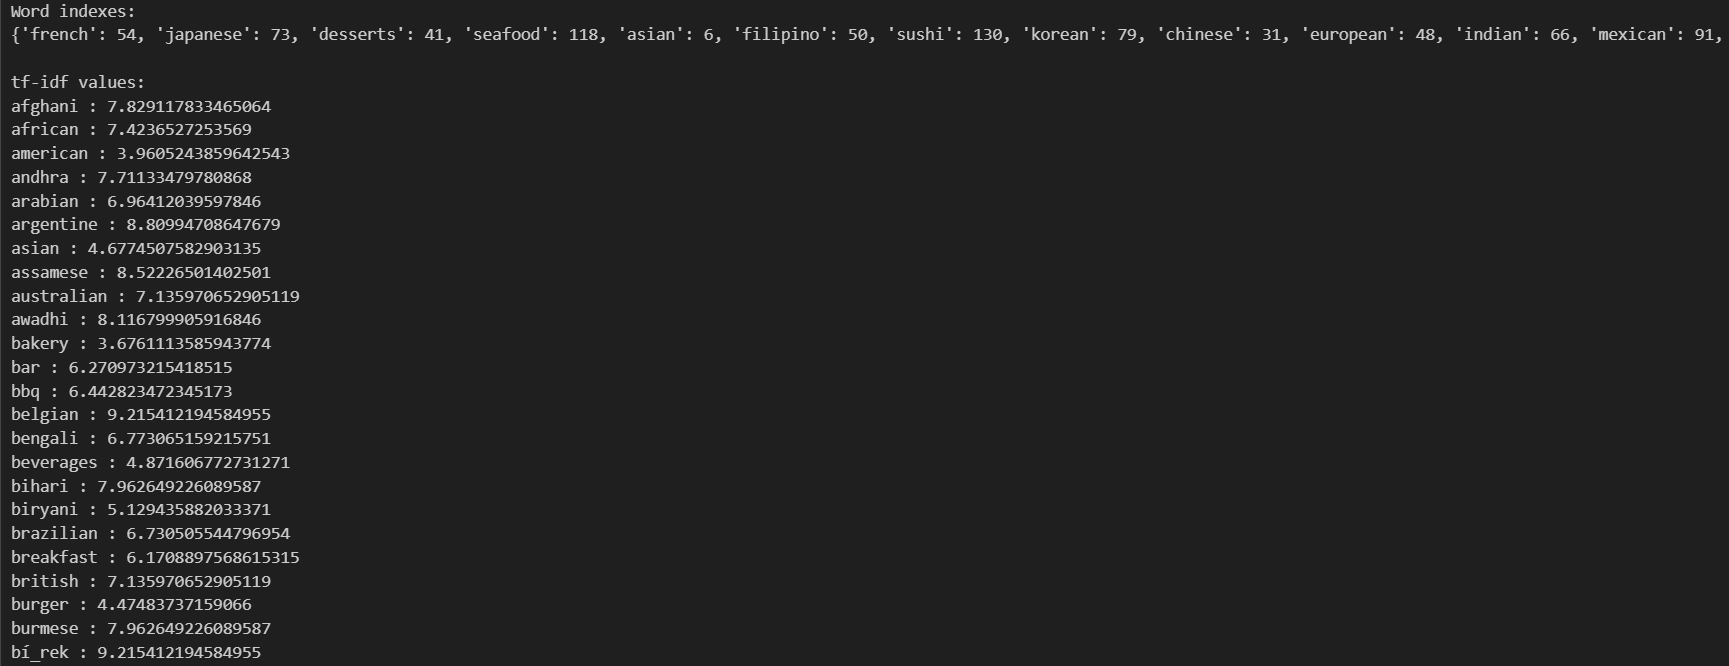 Word indexes:
{'french': 54, 'japanese': 73, 'desserts': 41, 'seafood': 118, 'asian': 6, 'filipino': 50, 'sushi': 130, 'korean': 79, 'chinese': 31, 'european': 48, 'indian': 66, 'mexican': 91,
tf-idf values:
afghani : 7.829117833465064
african : 7.4236527253569
american : 3.9605243859642543
andhra : 7.71133479780868
arabian : 6.96412039597846
argentine : 8.80994708647679
asian : 4.6774507582903135
assamese : 8.52226501402501
australian : 7.135970652905119
awadhi : 8.116799905916846
bakery : 3.6761113585943774
bar : 6.270973215418515
bbq : 6.442823472345173
belgian : 9.215412194584955
bengali : 6.773065159215751
beverages : 4.871606772731271
bihari : 7.962649226089587
biryani : 5.129435882033371
brazilian : 6.730505544796954
breakfast : 6.1708897568615315
british : 7.135970652905119
burger : 4.47483737159066
burmese : 7.962649226089587
bí_rek : 9.215412194584955